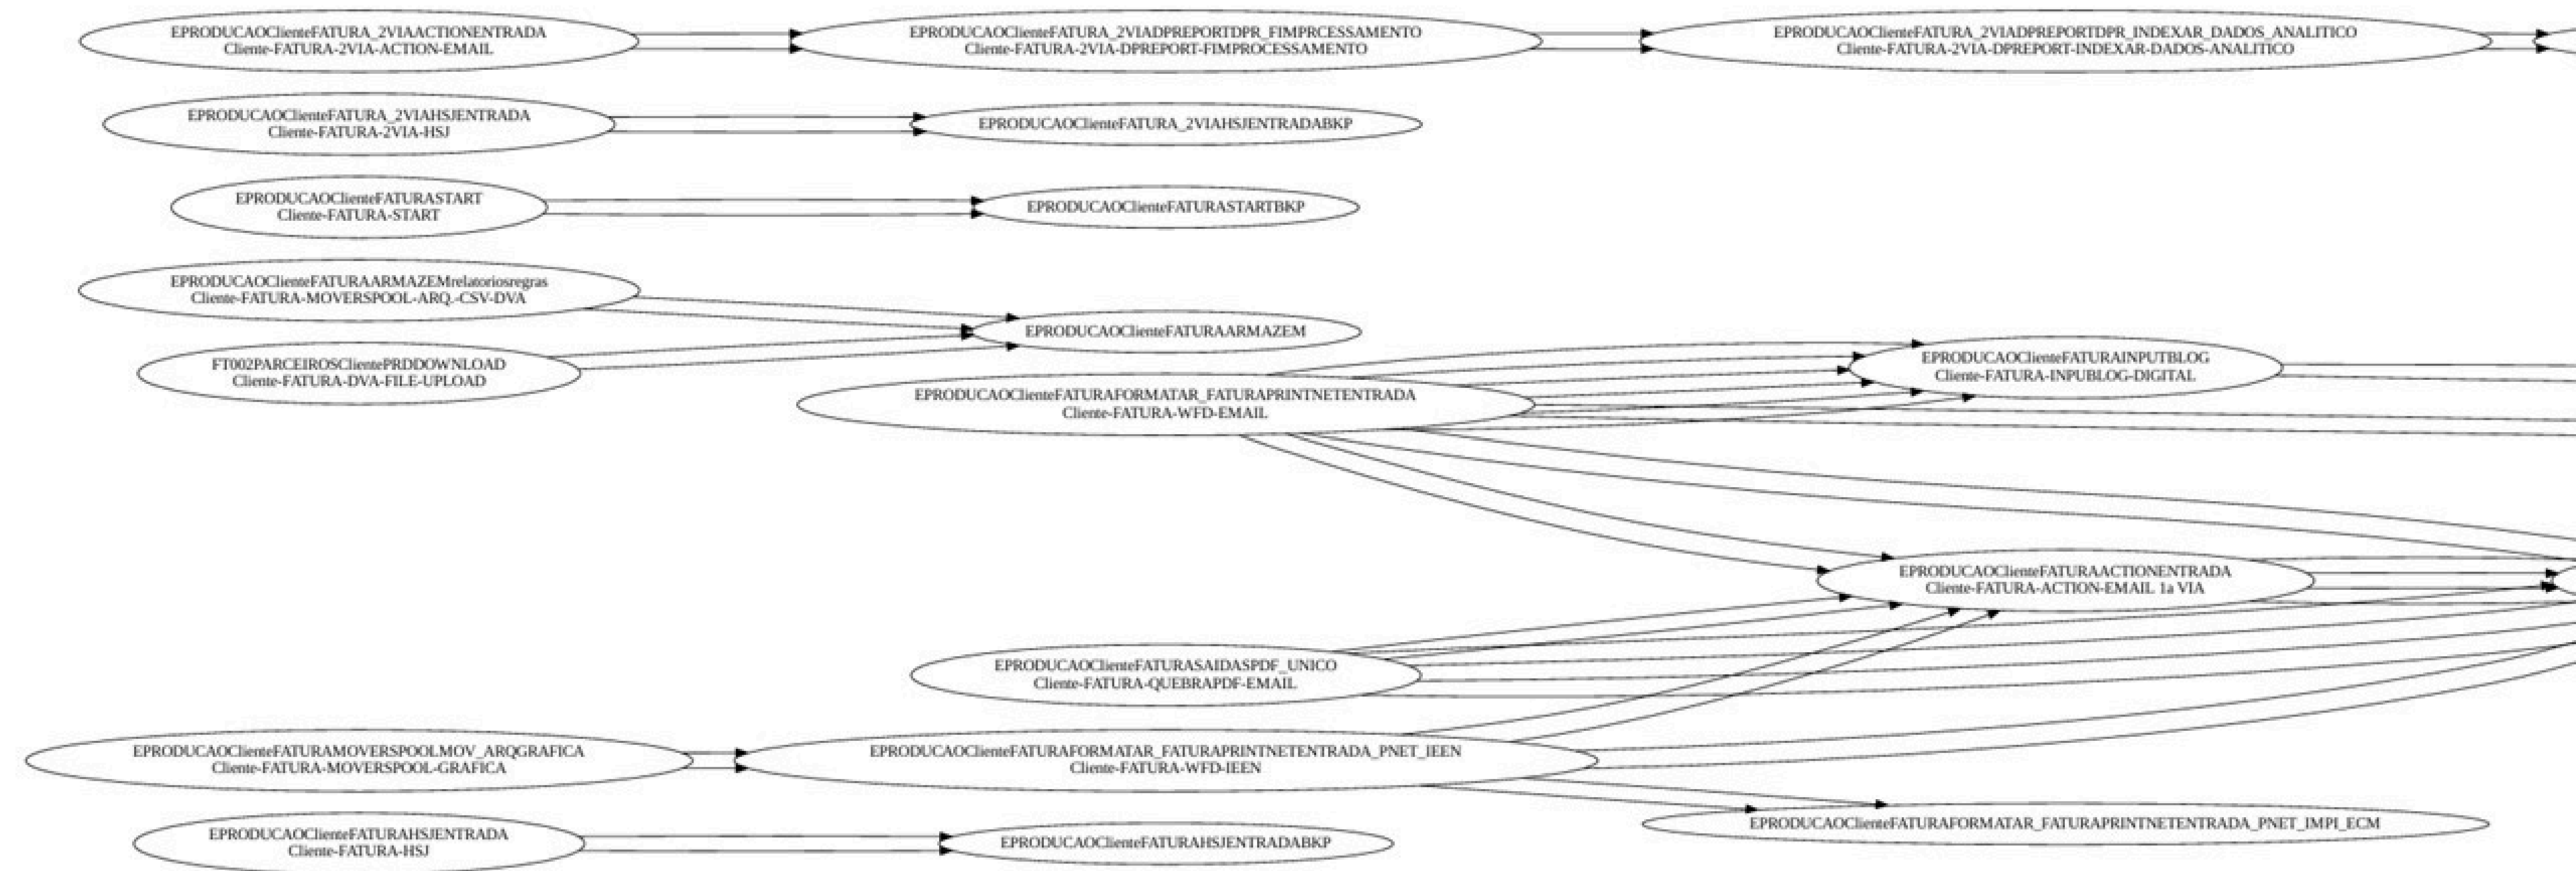 EPRODUCAOClienteFATURA_2VIAACTIONENTRADA
Cliente-FATURA-2VIA-ACTION-EMAIL
EPRODUCAOClienteFATURA_2VIADPREPORTDPR_FIMPRCESSAMENTO
Cliente-FATURA-2VIA-DPREPORT-FIMPROCESSAMENTO
EPRODUCAOClienteFATURA_2VIADPREPORTDPR_INDEXAR_DADOS_ANALITICO
Cliente-FATURA-2VIA-DPREPORT-INDEXAR-DADOS-ANALITICO
EPRODUCAOClienteFATURA_2VIAHSJENTRADA
Cliente-FATURA-2VIA-HSJ
EPRODUCAOClienteFATURA_2VIAHSJENTRADABKP
EPRODUCAOClienteFATURASTART
Cliente-FATURA-START
EPRODUCAOClienteFATURASTARTBKP
EPRODUCAOClienteFATURAARMAZEMrelatoriosregras
Cliente-FATURA-MOVERSPOOL-ARQ.-CSV-DVA
EPRODUCAOClienteFATURAARMAZEM
FT002PARCEIROSClientePRDDOWNLOAD
Cliente-FATURA-DVA-FILE-UPLOAD
EPRODUCAOClienteFATURAINPUTBLOG
Cliente-FATURA-INPUBLOG-DIGITAL
EPRODUCAOClienteFATURAFORMATAR_FATURAPRINTNETENTRADA
Cliente-FATURA-WFD-EMAIL
EPRODUCAOClienteFATURAACTIONENTRADA
Cliente-FATURA-ACTION-EMAIL 1a VIA
EPRODUCAOClienteFATURASAIDASPDF_UNICO
Cliente-FATURA-QUEBRAPDF-EMAIL
EPRODUCAOClienteFATURAMOVERSPOOLMOV_ARQGRAFICA
Cliente-FATURA-MOVERSPOOL-GRAFICA
EPRODUCAOClienteFATURAFORMATAR_FATURAPRINTNETENTRADA_PNET_IEEN
Cliente-FATURA-WFD-IEEN
EPRODUCAOClienteFATURAFORMATAR_FATURAPRINTNETENTRADA_PNET_IMPI_ECM
EPRODUCAOClienteFATURAHSJENTRADA
Cliente-FATURA-HSJ
EPRODUCAOClienteFATURAHSJENTRADABKP